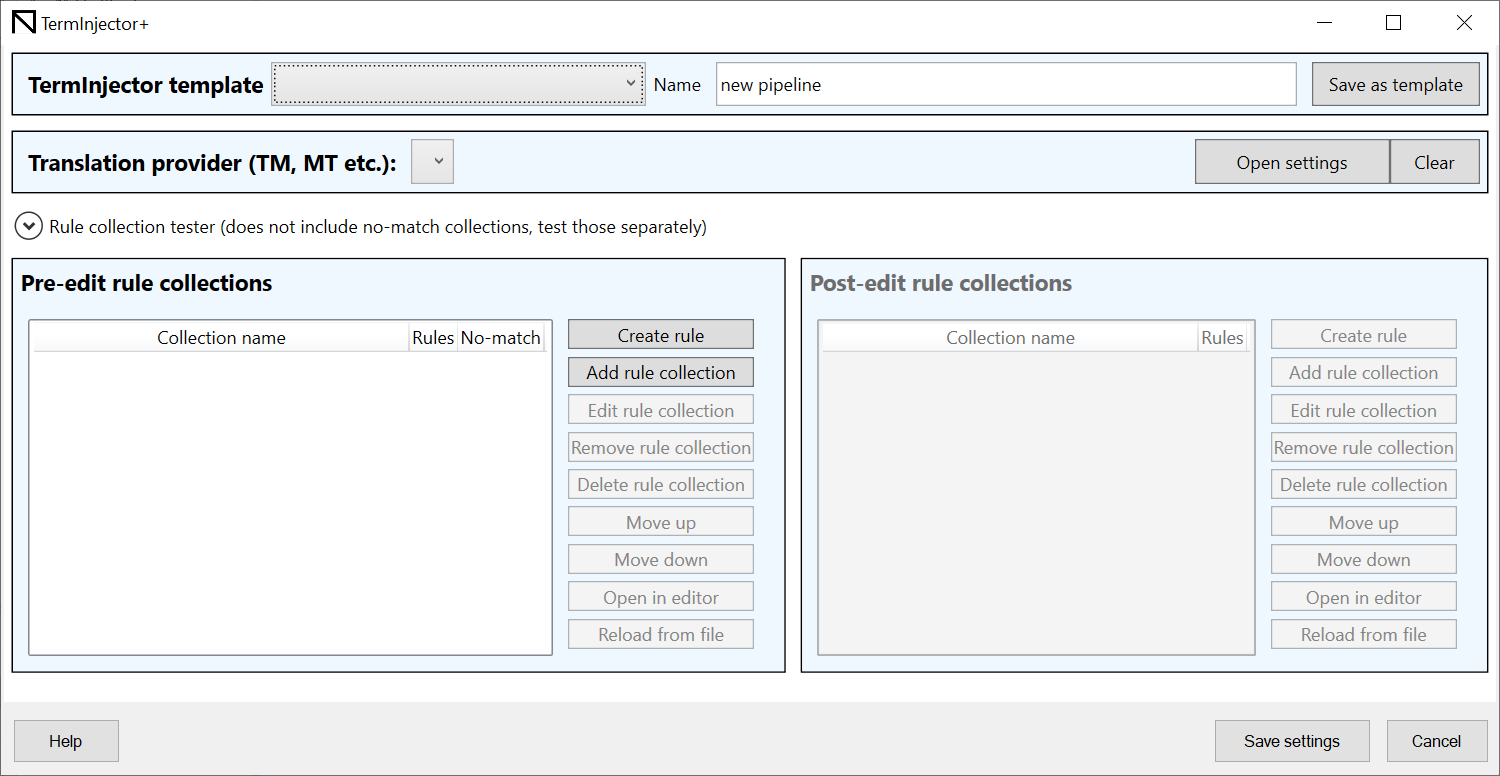 TermInjector+
TermInjector template Name new pipeline Save as template
Translation provider (TM, MT etc.): Open settings Clear
Rule collection tester (does not include no-match collections, test those separately)
Pre-edit rule collections
Collection name Rules No-match
Create rule
Add rule collection
Edit rule collection
Remove rule collection
Delete rule collection
Move up
Move down
Open in editor
Reload from file
Post-edit rule collections
Collection name Rules
Create rule
Add rule collection
Edit rule collection
Remove rule collection
Delete rule collection
Move up
Move down
Open in editor
Reload from file
Help Save settings Cancel